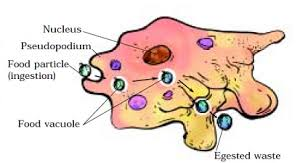 Nucleus
Pseudopodium
Food particle
(ingestion)
Food vacuole
Egested waste